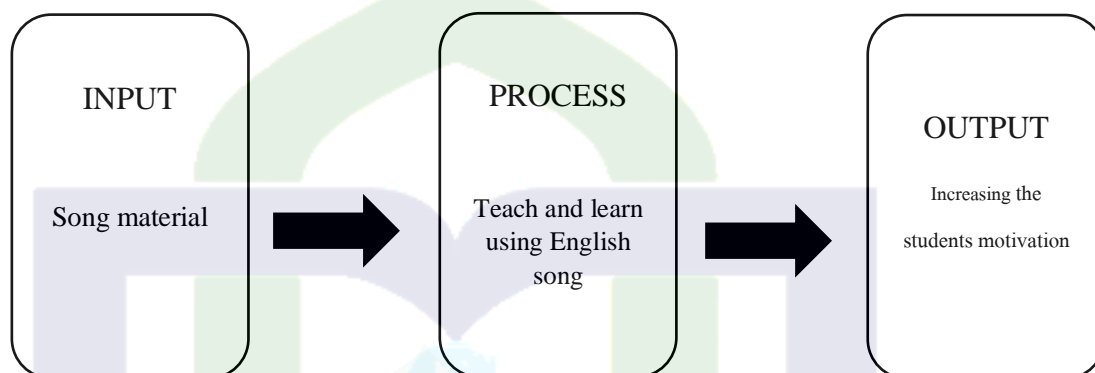 INPUT
Song material
PROCESS
Teach and learn
using English
song
OUTPUT
Increasing the
students motivation